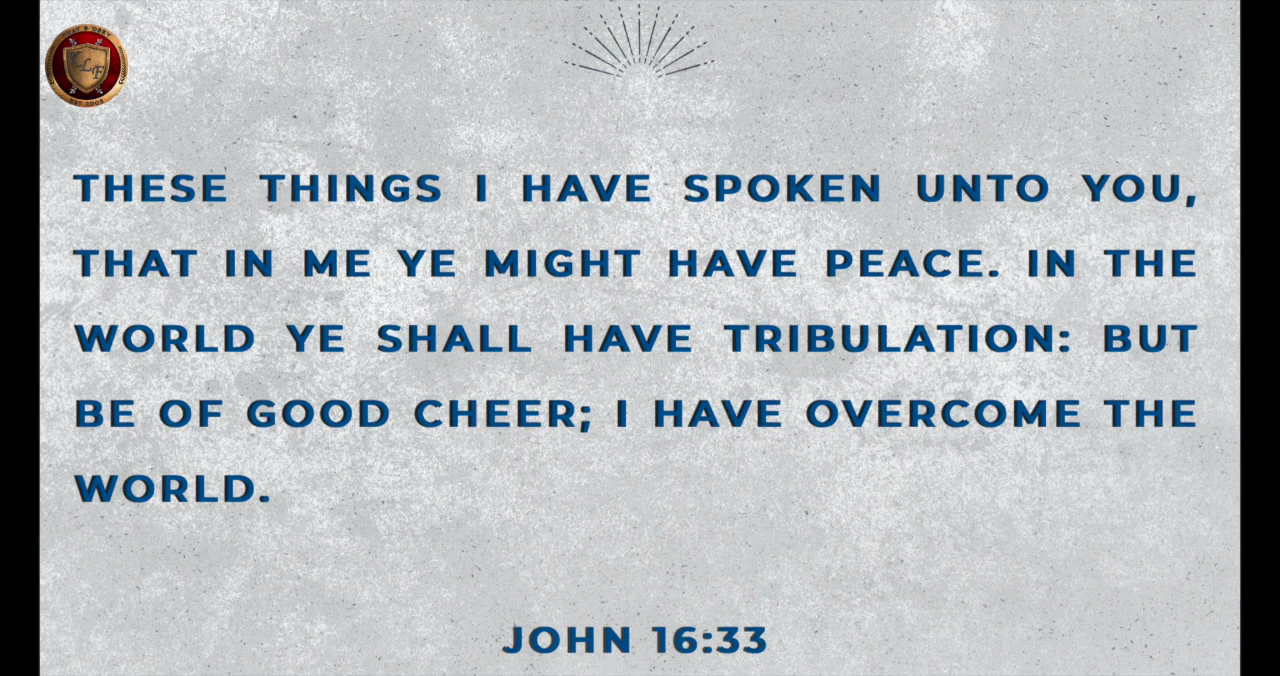 THESE THINGS I HAVE SPOKEN UNTO YOU,
THAT IN ME YE MIGHT HAVE PEACE. IN THE
WORLD YE SHALL HAVE TRIBULATION: BUT
BE OF GOOD CHEER; I HAVE OVERCOME THE
WORLD.
JOHN 16:33